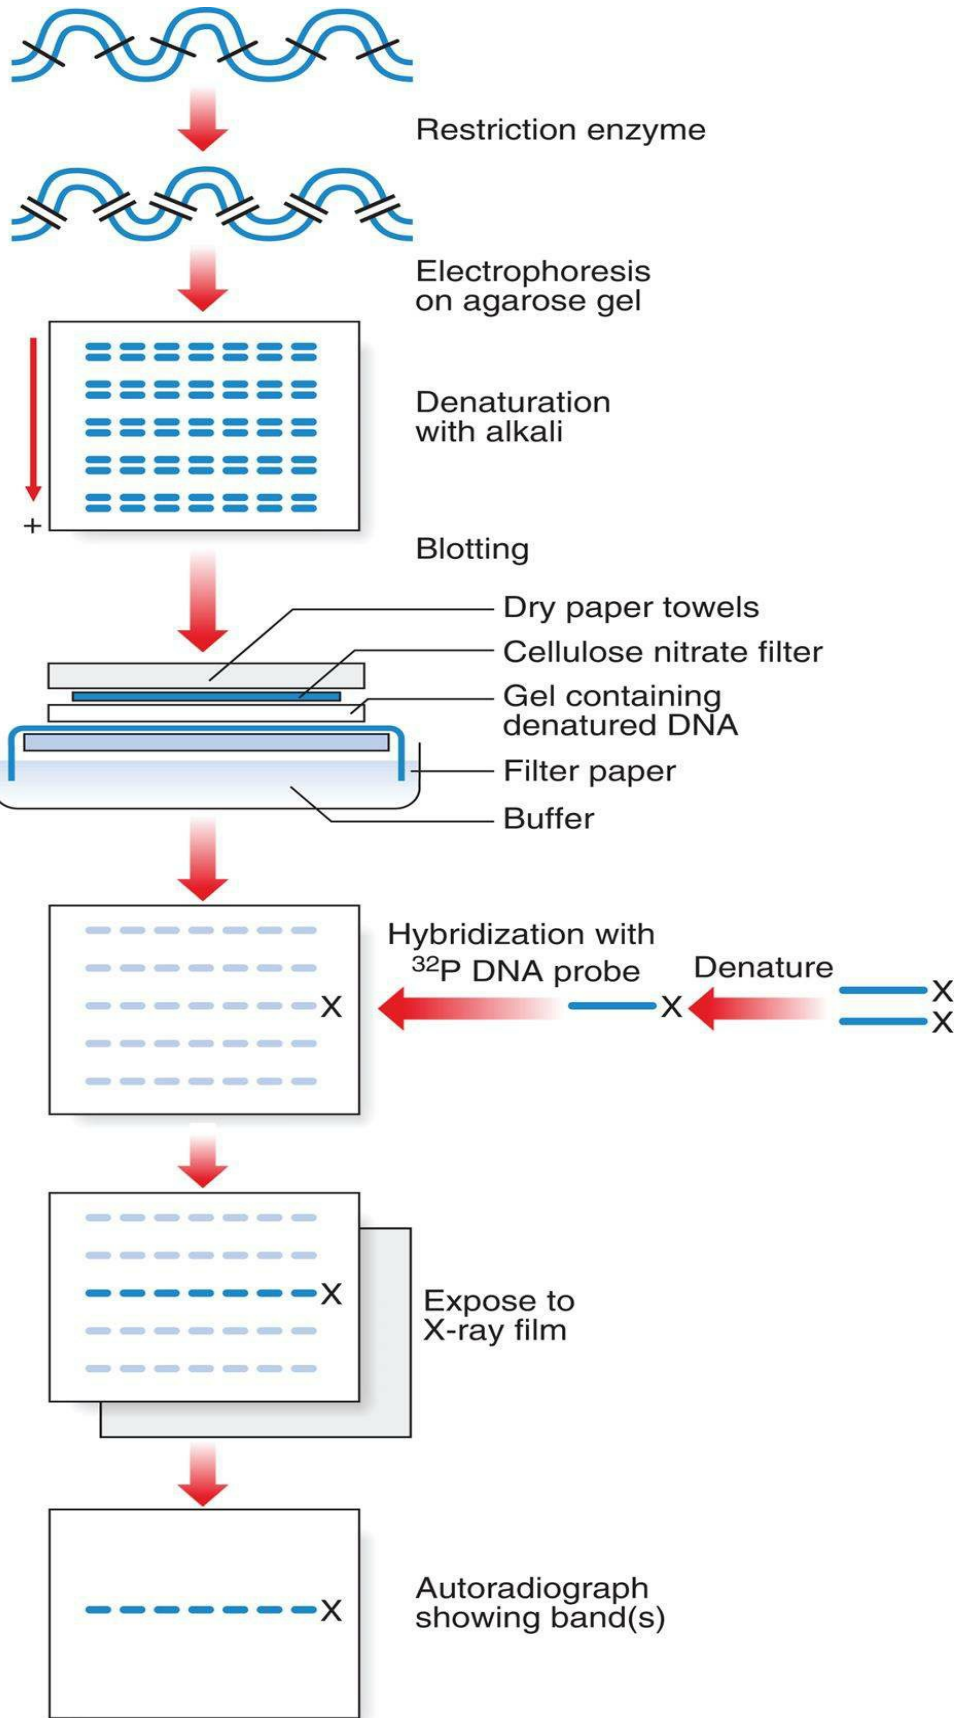 Restriction enzyme
Electrophoresis
on agarose gel
Denaturation
with alkali
+
Blotting
Dry paper towels
Cellulose nitrate filter
Gel containing
denatured DNA
Filter paper
Buffer
Hybridization with
³²P DNA probe
Denature
X
X
X
X
X
Expose to
X-ray film
Autoradiograph
showing band(s)
X